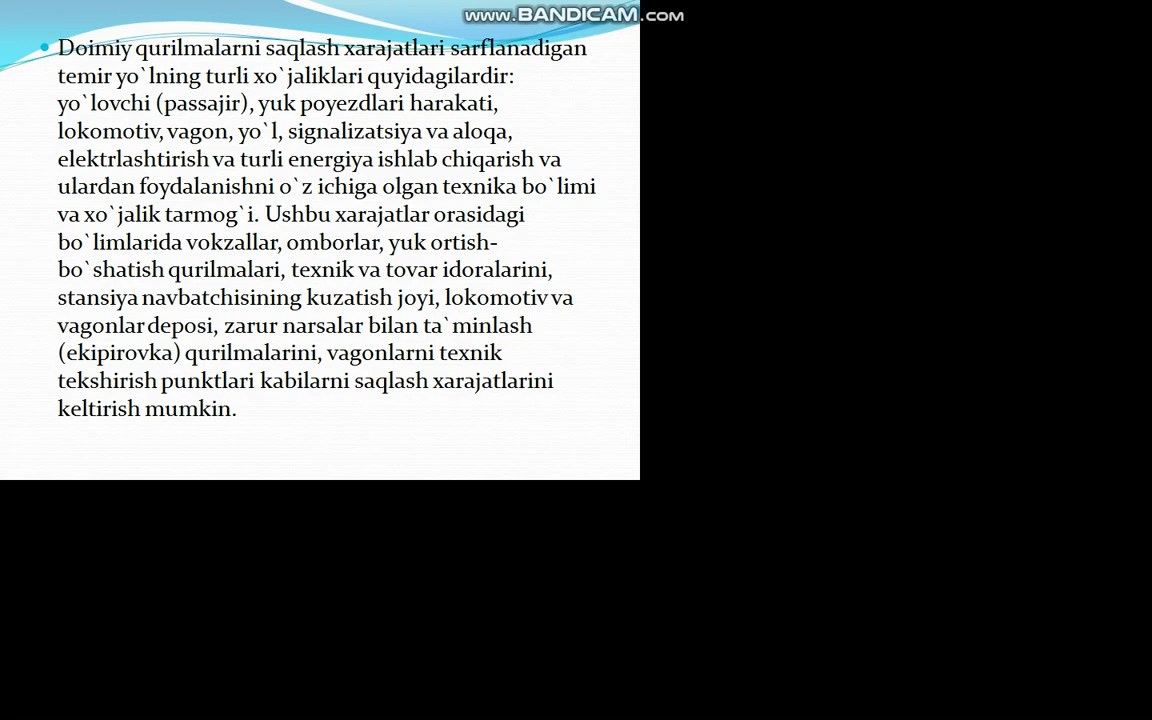 www.BANDICAM.com
Doimiy qurilmalarni saqlash xarajatlari sarflanadigan
temir yo`lning turli xo`jaliklari quyidagilardir:
yo`lovchi (passajir), yuk poyezdlari harakati,
lokomotiv, vagon, yo`l, signalizatsiya va aloqa,
elektrlashtirish va turli energiya ishlab chiqarish va
ulardan foydalanishni o`z ichiga olgan texnika bo`limi
va xo`jalik tarmog`i. Ushbu xarajatlar orasidagi
bo`limlarida vokzallar, omborlar, yuk ortish-
bo`shatish qurilmalari, texnik va tovar idoralarini,
stansiya navbatchisining kuzatish joyi, lokomotiv va
vagonlar deposi, zarur narsalar bilan ta`minlash
(ekipirovka) qurilmalarini, vagonlarni texnik
tekshirish punktlari kabilarni saqlash xarajatlarini
keltirish mumkin.